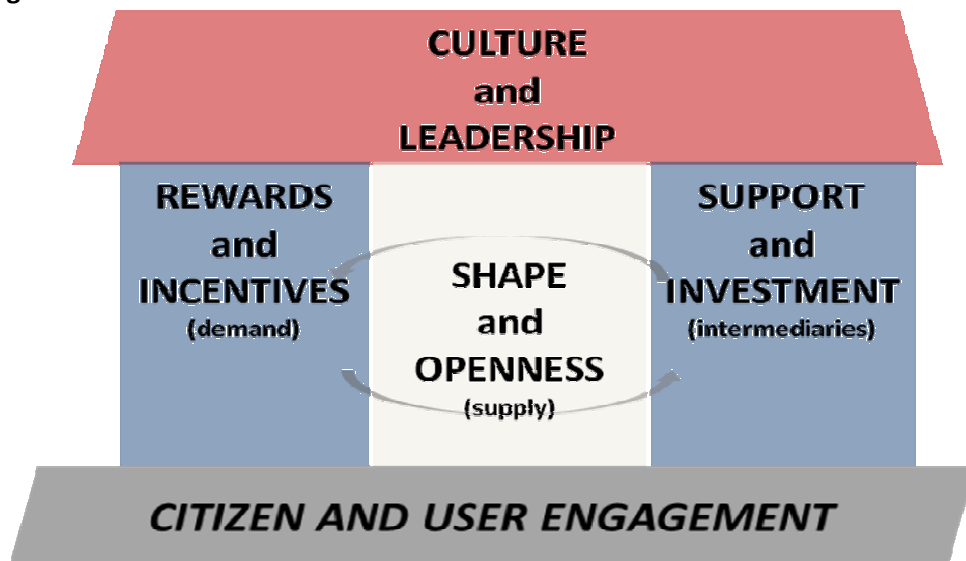 CULTURE
and
LEADERSHIP
REWARDS
and
INCENTIVES
(demand)
SHAPE
and
OPENNESS
(supply)
SUPPORT
and
INVESTMENT
(intermediaries)
CITIZEN AND USER ENGAGEMENT